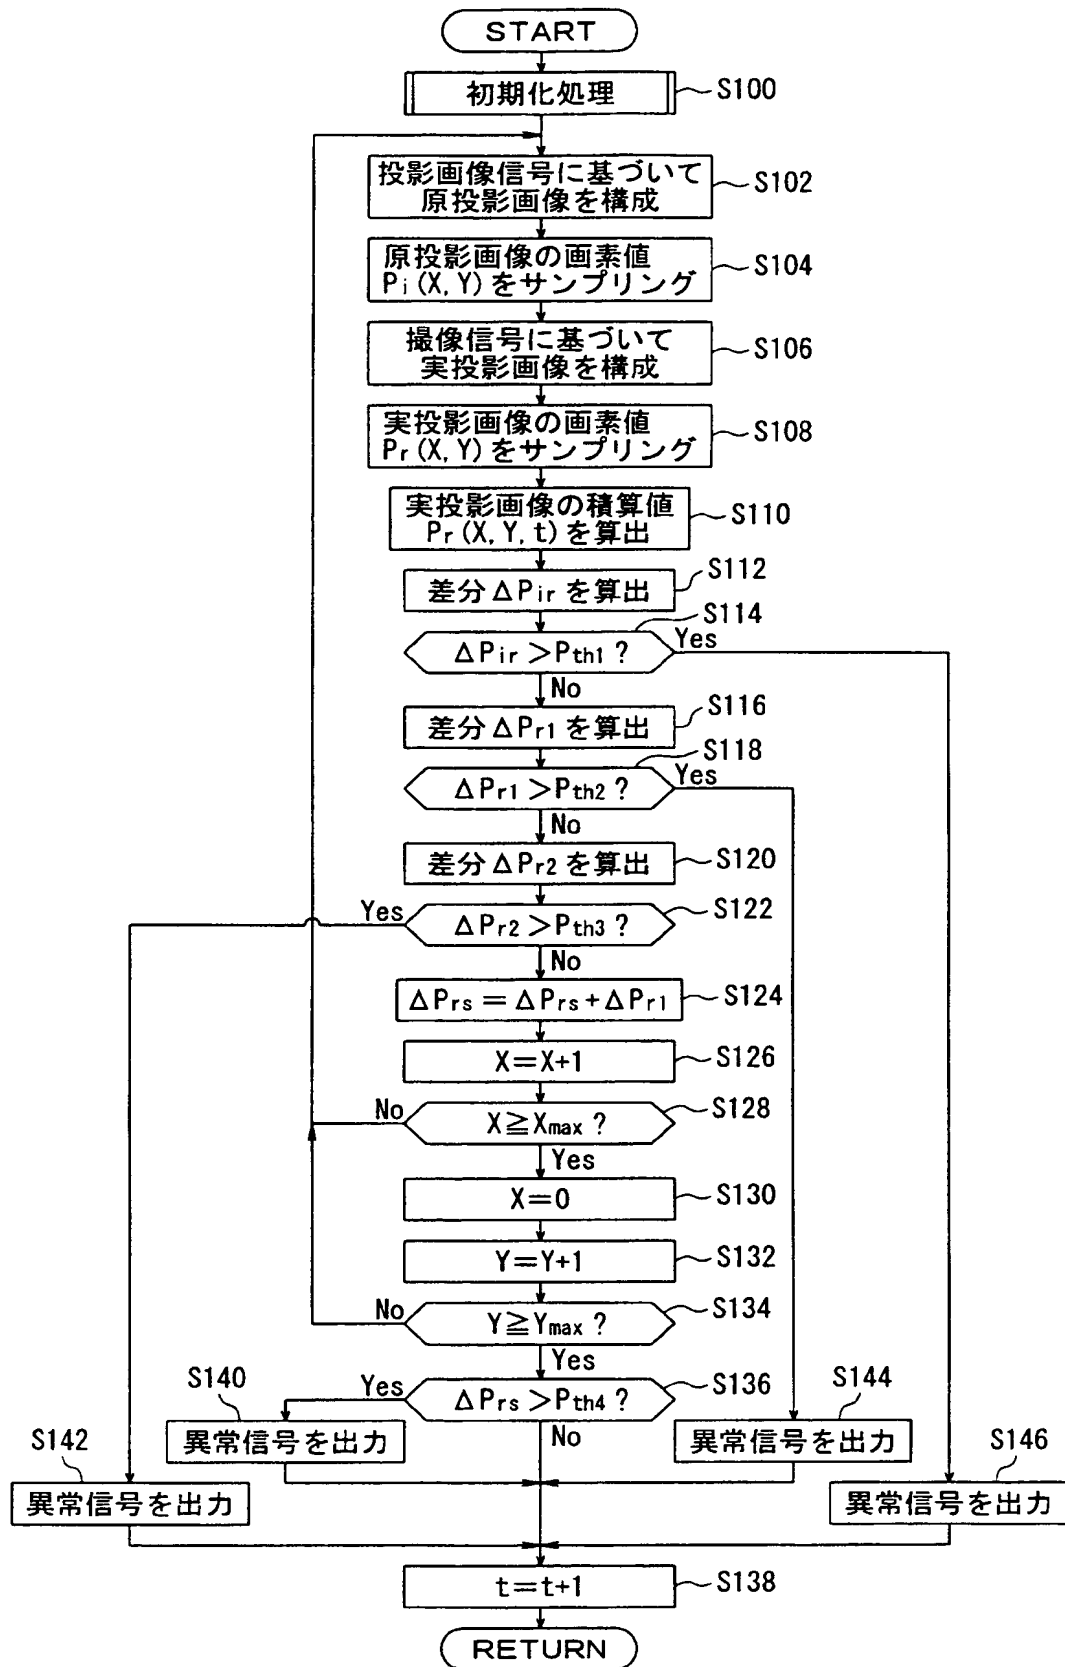 START
初期化処理
S100
投影画像信号に基づいて
原投影画像を構成
S102
原投影画像の画素値
Pi(X,Y)をサンプリング
S104
撮像信号に基づいて
実投影画像を構成
S106
実投影画像の画素値
Pr(X,Y)をサンプリング
S108
実投影画像の積算値
Pr(X,Y,t)を算出
S110
差分ΔPirを算出
S112
ΔPir>Pth1?
S114
Yes
No
差分ΔPr1を算出
S116
ΔPr1>Pth2?
S118
Yes
No
差分ΔPr2を算出
S120
Yes
ΔPr2>Pth3?
S122
No
ΔPrs=ΔPrs+ΔPr1
S124
X=X+1
S126
No
X≧Xmax?
S128
Yes
X=0
S130
Y=Y+1
S132
No
Y≧Ymax?
S134
Yes
Yes
ΔPrs>Pth4?
S136
No
S140
異常信号を出力
S144
異常信号を出力
S142
異常信号を出力
S146
異常信号を出力
t=t+1
S138
RETURN